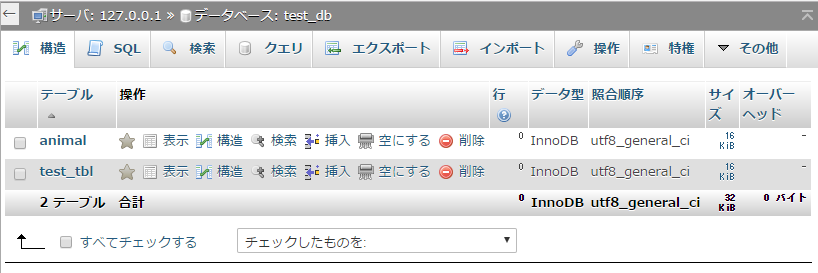 サーバ: 127.0.0.1 » データベース: test_db
構造 SQL 検索 クエリ エクスポート インポート 操作 特権 その他
テーブル 操作 行 データ型 照合順序 サイズ オーバーヘッド
animal 表示 構造 検索 挿入 空にする 削除 0 InnoDB utf8_general_ci 16 KiB -
test_tbl 表示 構造 検索 挿入 空にする 削除 0 InnoDB utf8_general_ci 16 KiB -
2 テーブル 合計 0 InnoDB utf8_general_ci 32 KiB 0 バイト
すべてチェックする チェックしたものを: